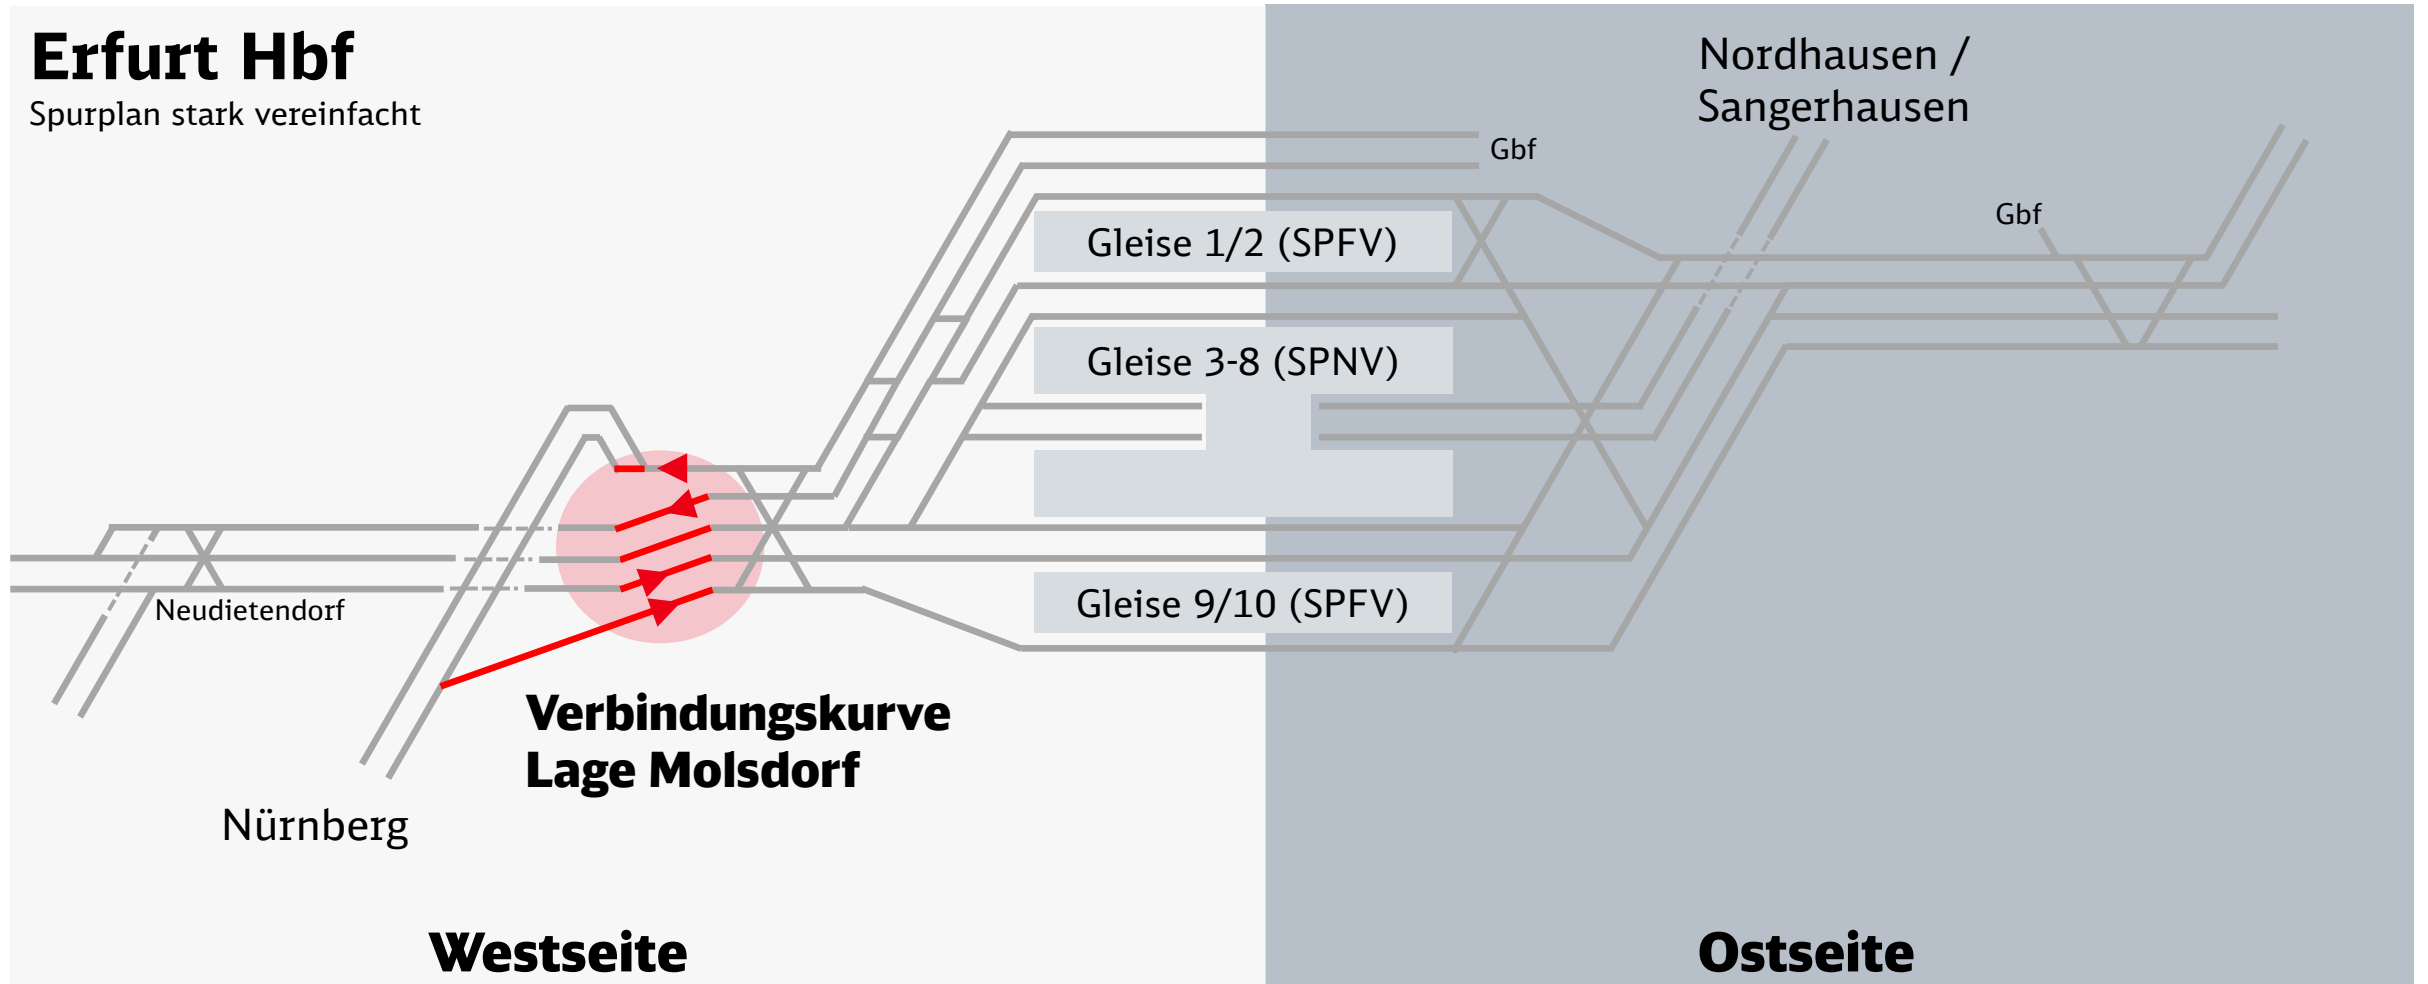 Erfurt Hbf
Spurplan stark vereinfacht
Nordhausen /
Sangerhausen
Gbf
Gbf
Gleise 1/2 (SPFV)
Gleise 3-8 (SPNV)
Gleise 9/10 (SPFV)
Neudietendorf
Verbindungskurve
Lage Molsdorf
Nürnberg
Westseite
Ostseite